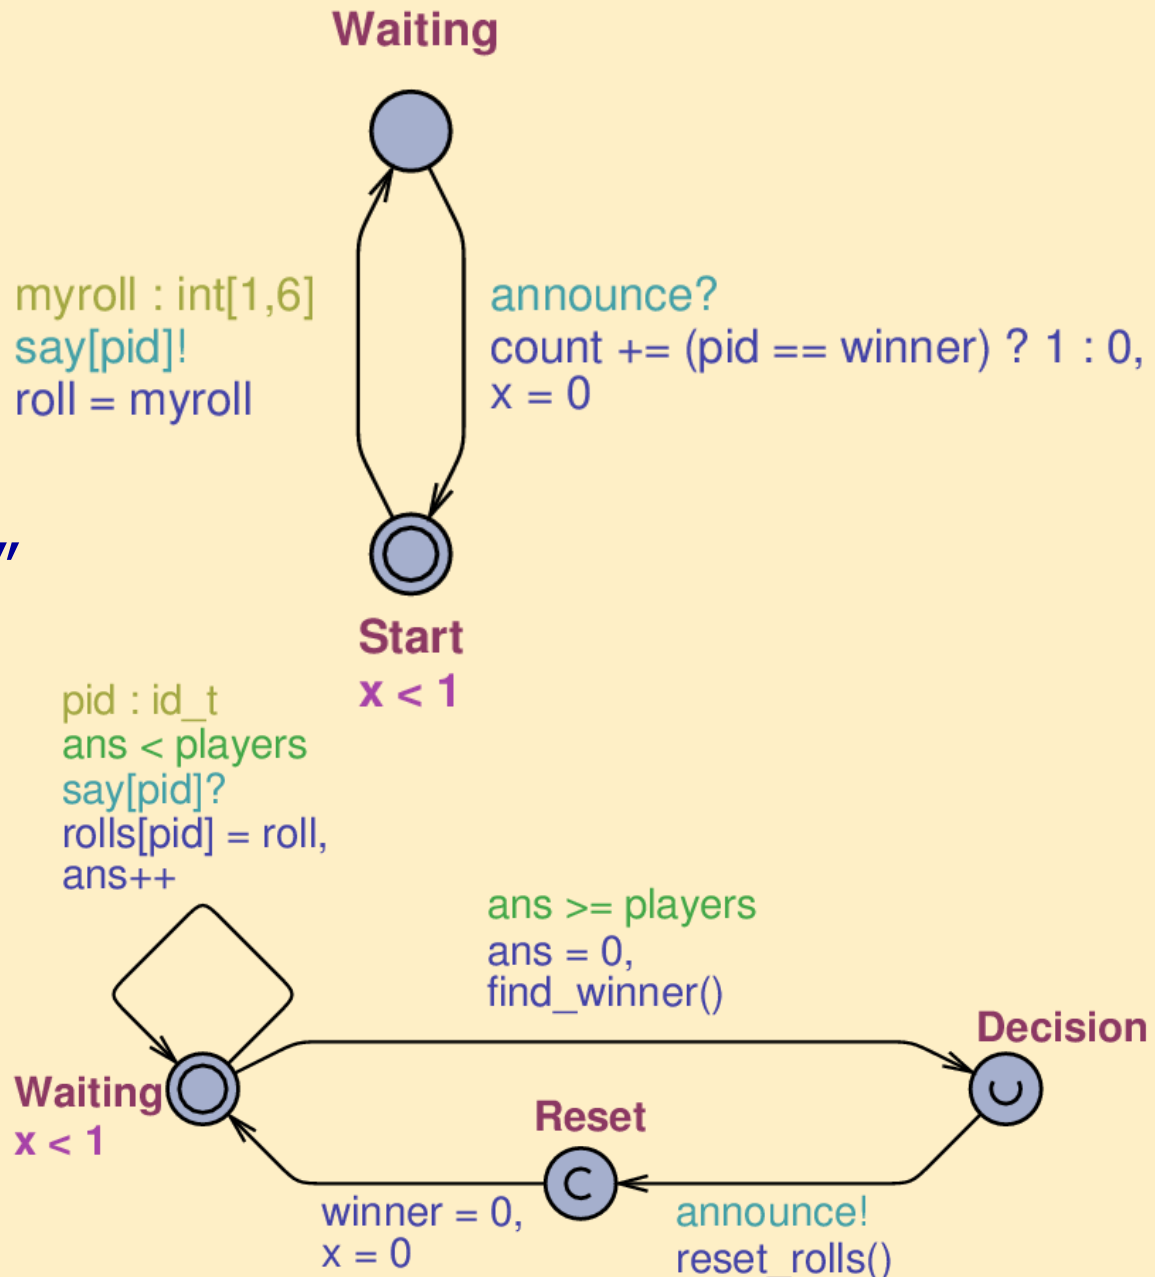 Waiting
myroll : int[1,6]
say[pid]!
roll = myroll
announce?
count += (pid == winner) ? 1 : 0,
x = 0
"
Start
x < 1
pid : id_t
ans < players
say[pid]?
rolls[pid] = roll,
ans++
ans >= players
ans = 0,
find_winner()
Decision
Waiting
x < 1
Reset
winner = 0,
x = 0
announce!
reset_rolls()